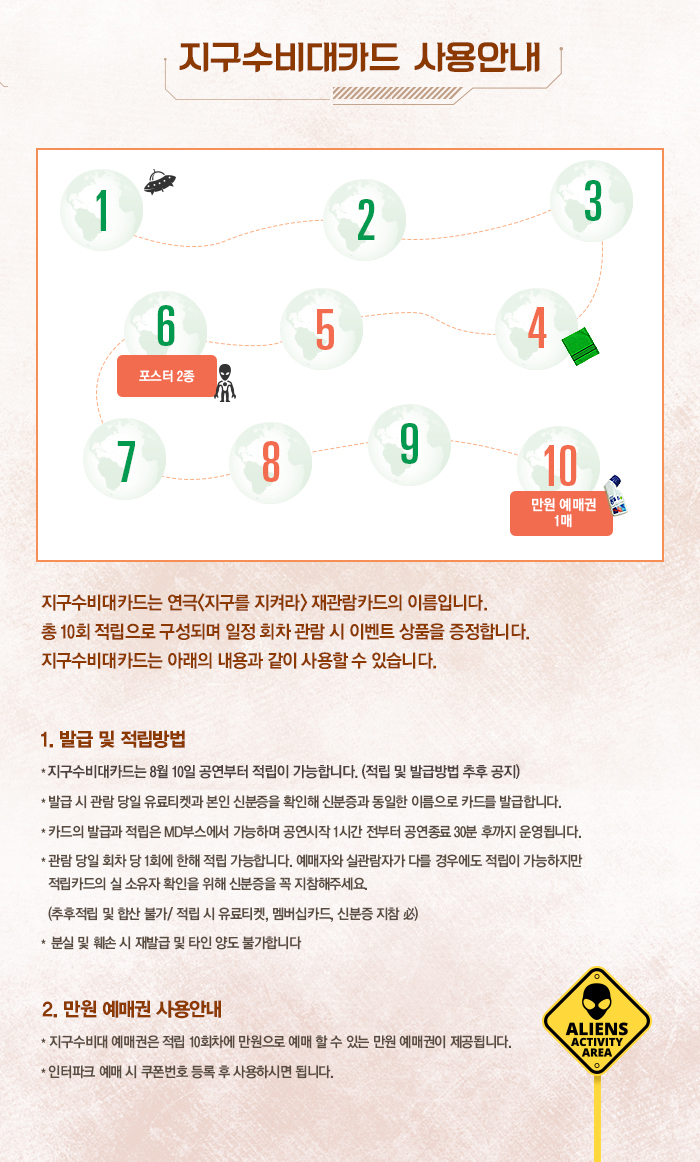 지구수비대카드 사용안내
1
2
3
6
5
4
포스터 2종
7
8
9
10
만원 예매권
1매
지구수비대카드는 연극<지구를 지켜라> 재관람카드의 이름입니다.
총 10회 적립으로 구성되며 일정 회차 관람 시 이벤트 상품을 증정합니다.
지구수비대카드는 아래의 내용과 같이 사용할 수 있습니다.
1. 발급 및 적립방법
* 지구수비대카드는 8월 10일 공연부터 적립이 가능합니다. (적립 및 발급방법 추후 공지)
* 발급 시 관람 당일 유료티켓과 본인 신분증을 확인해 신분증과 동일한 이름으로 카드를 발급합니다.
* 카드의 발급과 적립은 MD부스에서 가능하며 공연시작 1시간 전부터 공연종료 30분 후까지 운영됩니다.
* 관람 당일 회차 당 1회에 한해 적립 가능합니다. 예매자와 실관람자가 다를 경우에도 적립이 가능하지만
적립카드의 실 소유자 확인을 위해 신분증을 꼭 지참해주세요.
(추후적립 및 합산 불가/ 적립 시 유료티켓, 멤버십카드, 신분증 지참 必)
* 분실 및 훼손 시 재발급 및 타인 양도 불가합니다
2. 만원 예매권 사용안내
* 지구수비대 예매권은 적립 10회차에 만원으로 예매 할 수 있는 만원 예매권이 제공됩니다.
* 인터파크 예매 시 쿠폰번호 등록 후 사용하시면 됩니다.
ALIENS
ACTIVITY
AREA